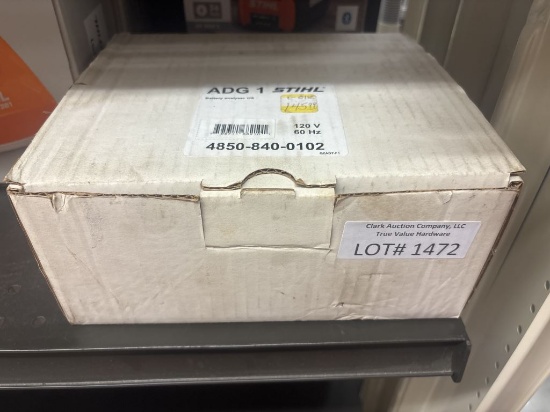 ADG 1 STIHL
120 V
60 Hz
4850-840-0102
Clark Auction Company, LLC
True Value Hardware
LOT# 1472